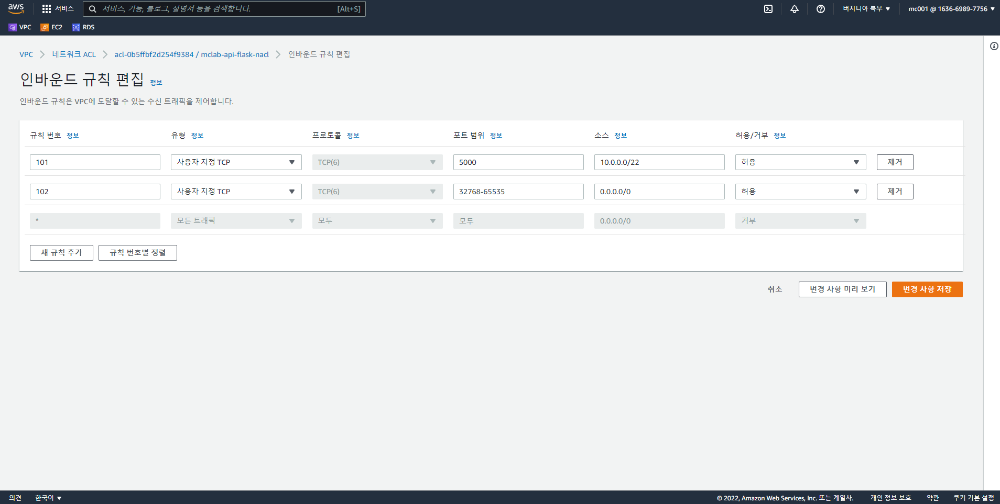 aws 서비스 서비스, 기능, 블로그, 설명서 등을 검색합니다. [Alt+S] 버지니아 북부 mc001 @ 1636-6989-7756
VPC EC2 RDS
VPC 네트워크 ACL acl-0b5ffbf2d254f9384 / mclab-api-flask-nacl 인바운드 규칙 편집
인바운드 규칙 편집 정보
인바운드 규칙은 VPC에 도달할 수 있는 수신 트래픽을 제어합니다.
규칙 번호 정보 유형 정보 프로토콜 정보 포트 범위 정보 소스 정보 허용/거부 정보
101 사용자 지정 TCP TCP(6) 5000 10.0.0.0/22 허용 제거
102 사용자 지정 TCP TCP(6) 32768-65535 0.0.0.0/0 허용 제거
* 모든 트래픽 모두 모두 0.0.0.0/0 거부
새 규칙 추가 규칙 번호별 정렬
취소 변경 사항 미리 보기 변경 사항 저장
의견 한국어 © 2022, Amazon Web Services, Inc. 또는 계열사. 개인 정보 보호 약관 쿠키 기본 설정